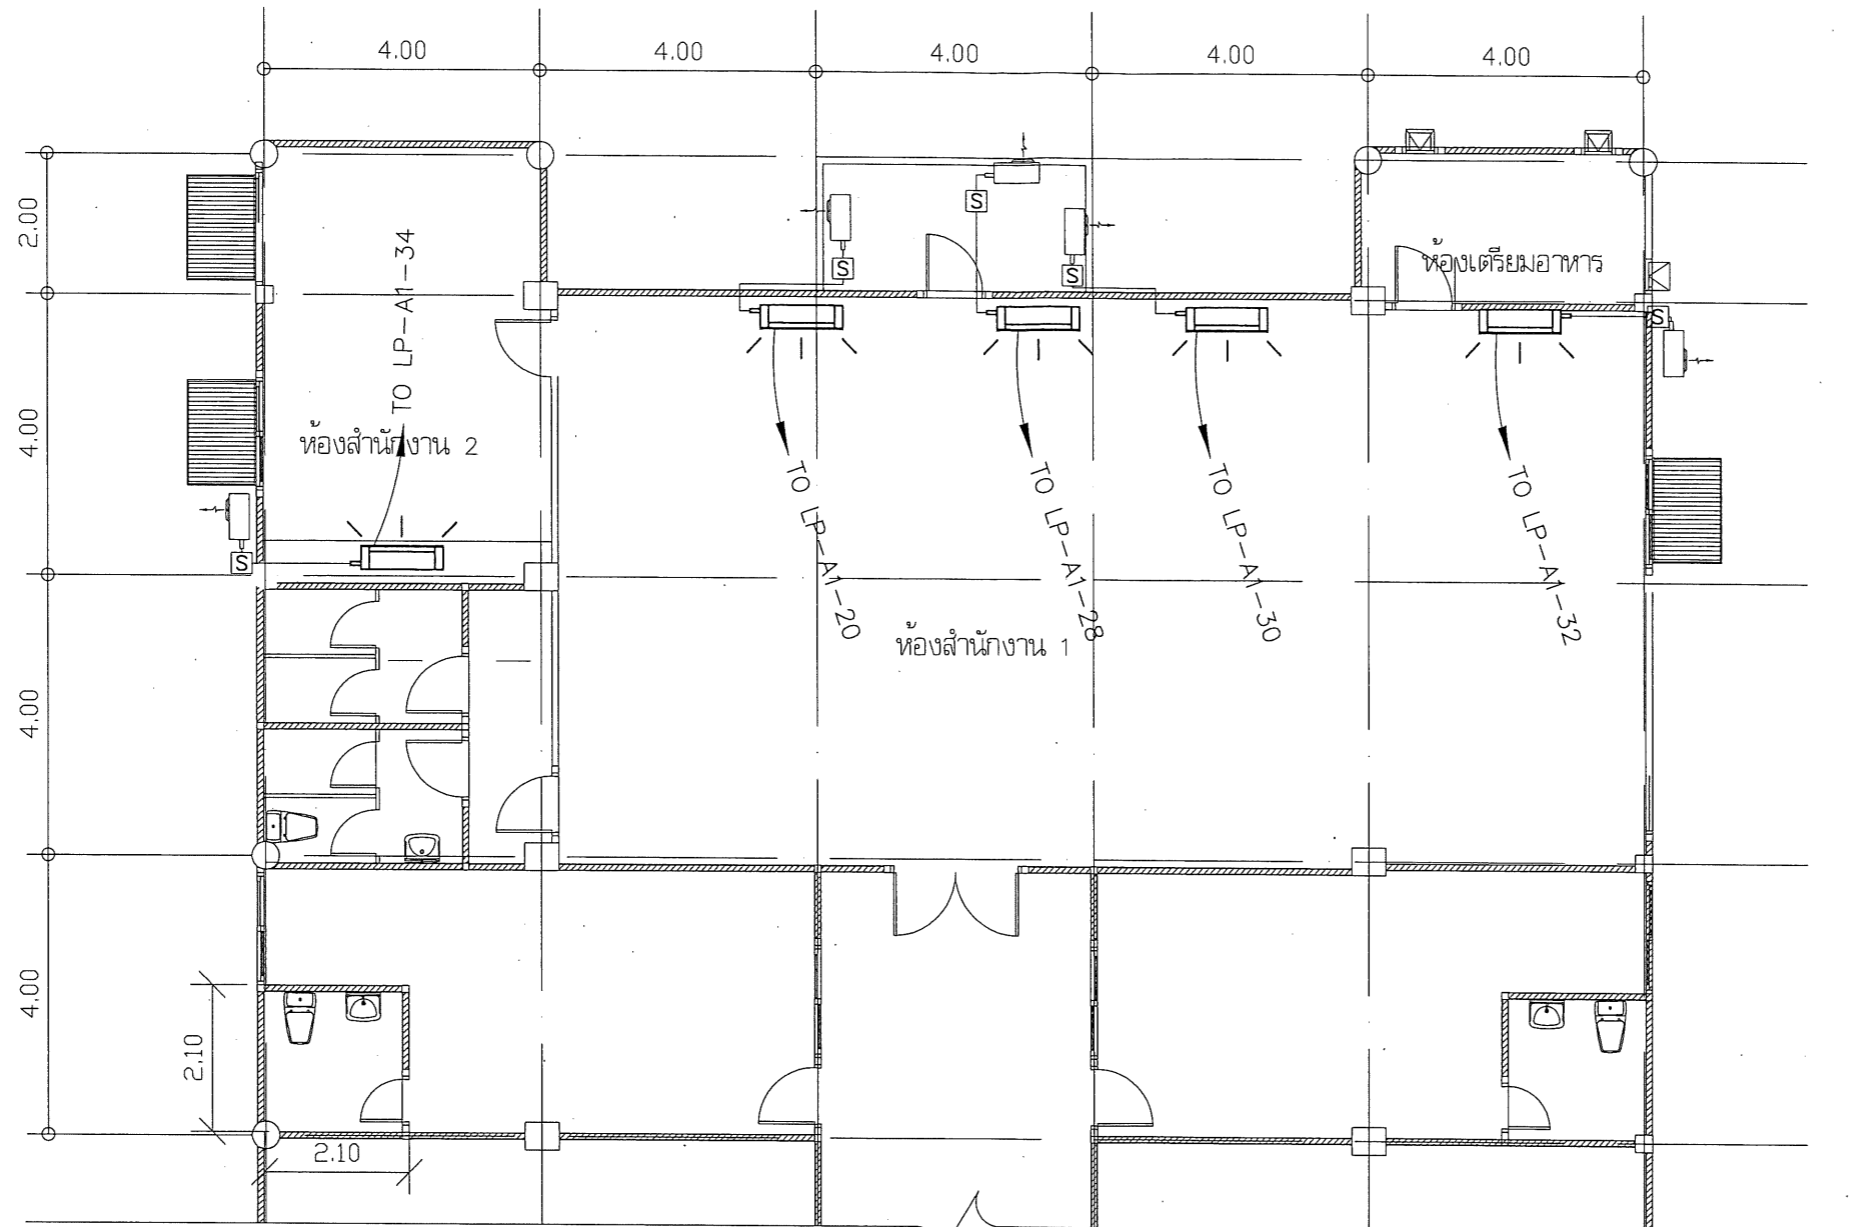 4.00
4.00
4.00
4.00
4.00
2.00
4.00
4.00
4.00
S
S
S
S
S
ห้องเตรียมอาหาร
TO LP-A1-34
ห้องสำนักงาน 2
TO LP-A1-20
TO LP-A1-28
TO LP-A1-30
TO LP-A1-32
ห้องสำนักงาน 1
2.10
2.10